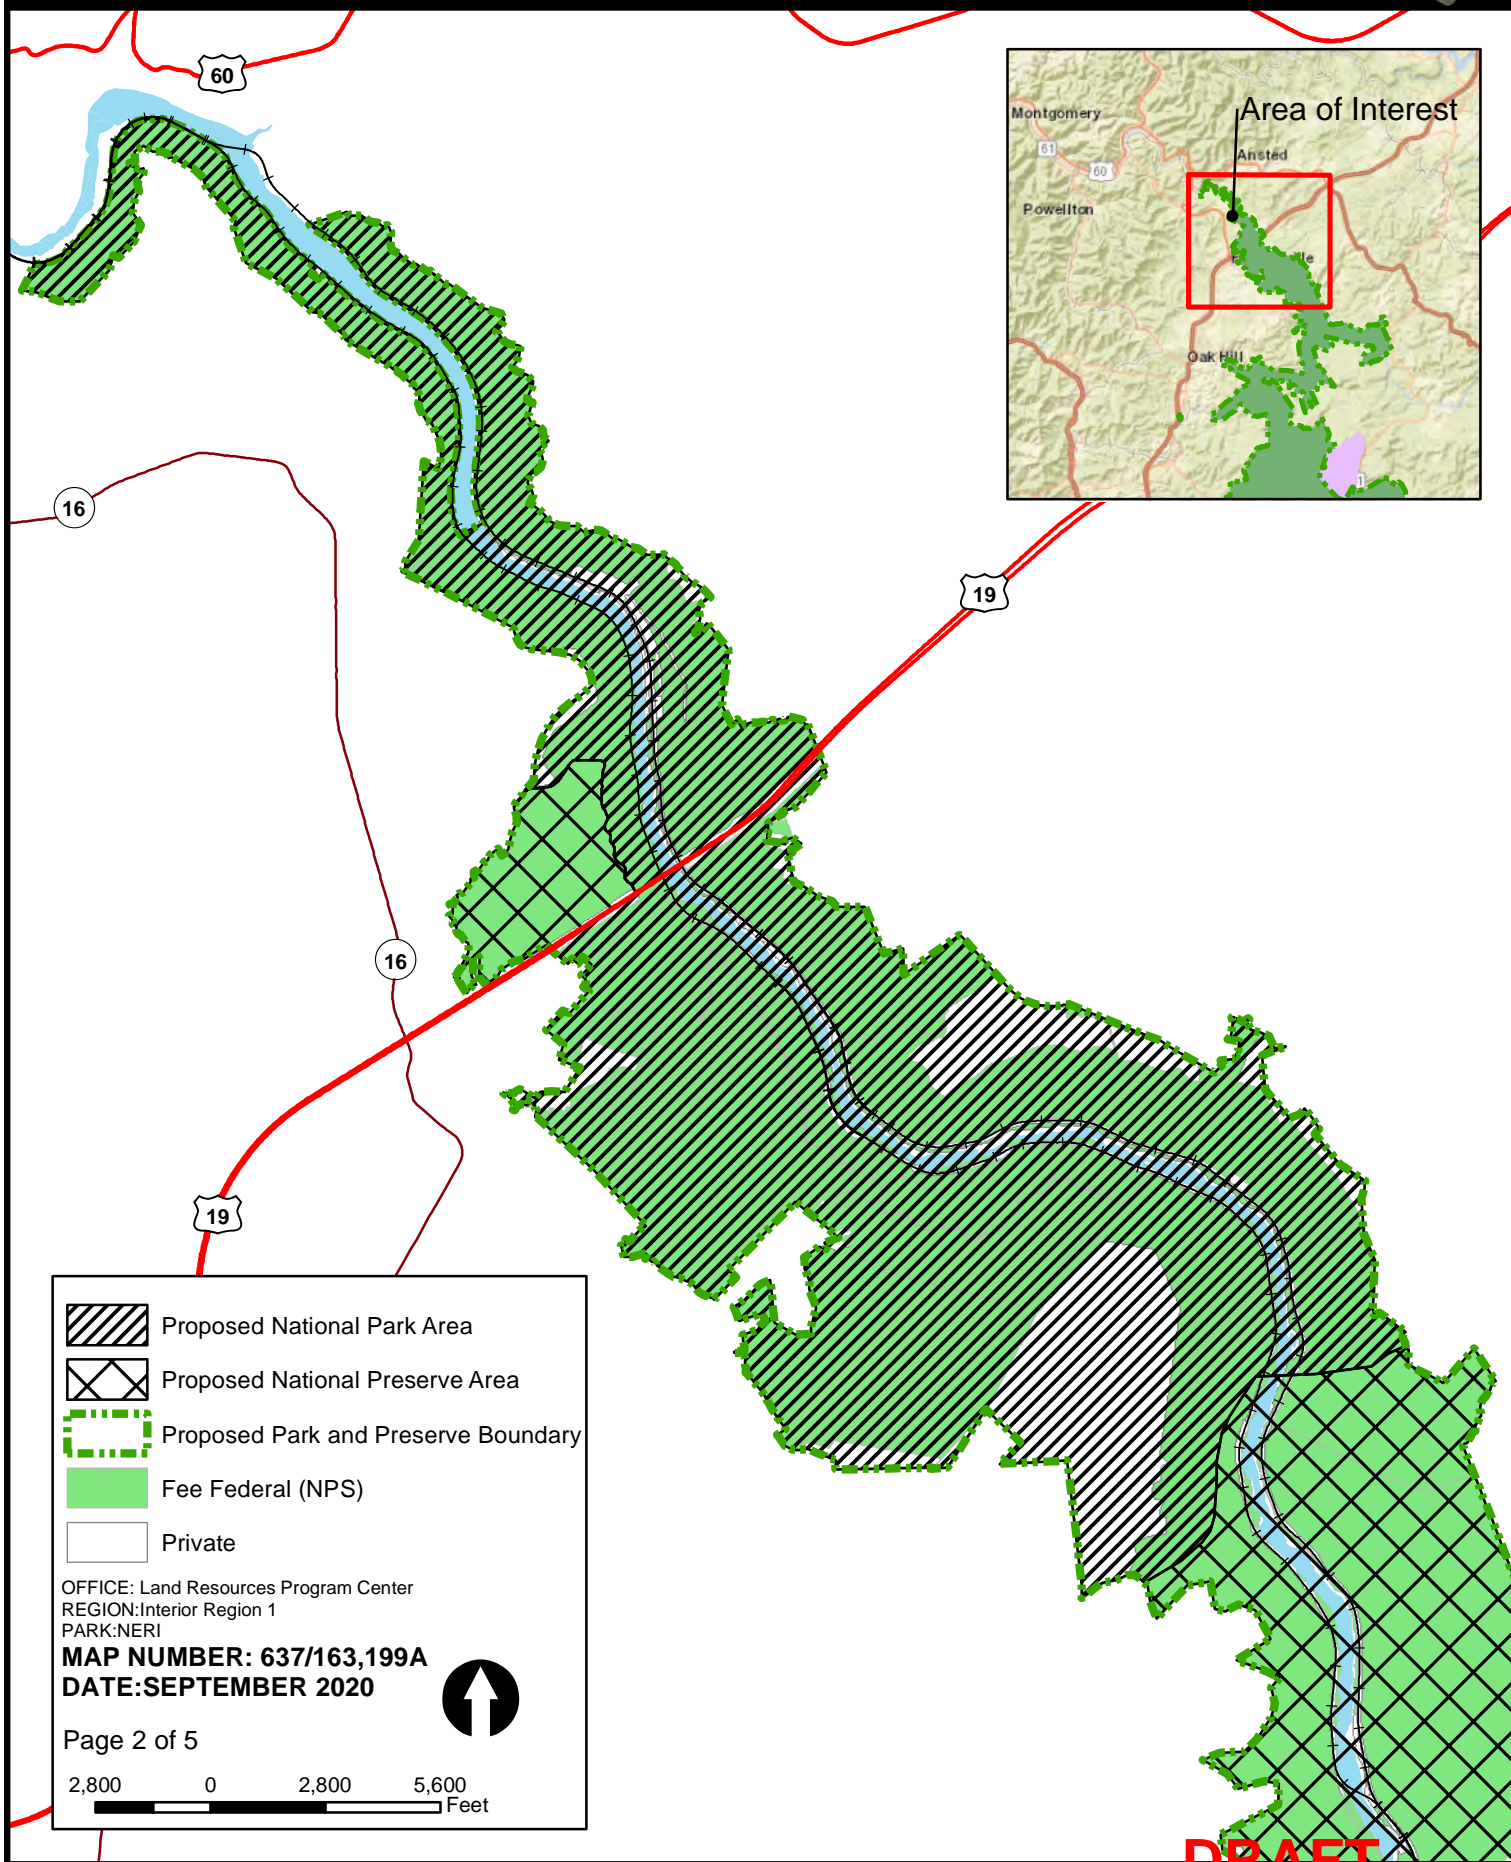 60
Area of Interest
Montgomery
Ansted
61
60
Powellton
Oak Hill
1
16
19
16
19
Proposed National Park Area
Proposed National Preserve Area
Proposed Park and Preserve Boundary
Fee Federal (NPS)
Private
OFFICE: Land Resources Program Center
REGION:Interior Region 1
PARK:NERI
MAP NUMBER: 637/163,199A
DATE:SEPTEMBER 2020
Page 2 of 5
2,800 0 2,800 5,600
Feet
DRAFT